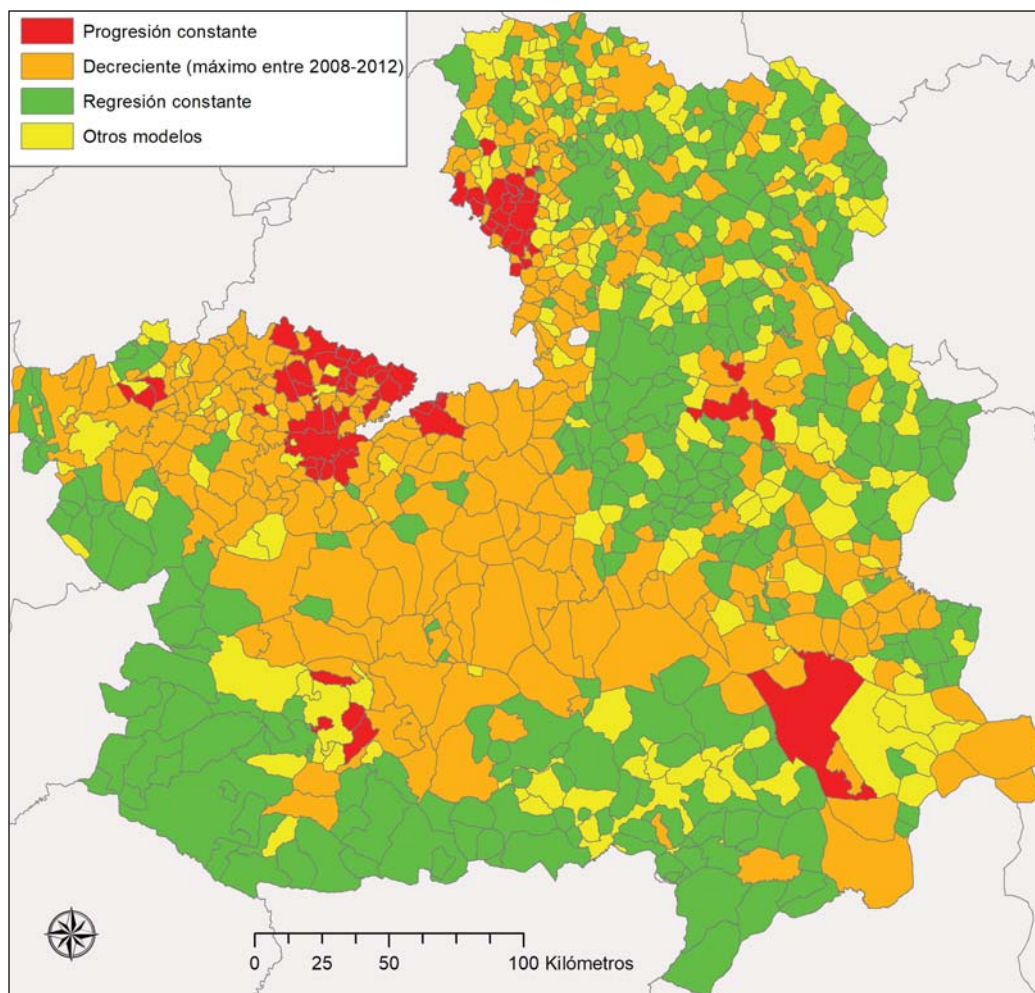 Progresión constante
Decreciente (máximo entre 2008-2012)
Regresión constante
Otros modelos
0 25 50 100 Kilómetros